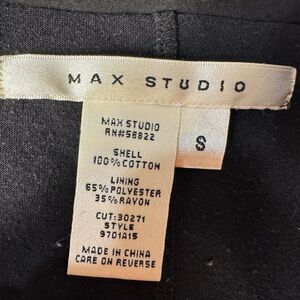 MAX STUDIO
MAX STUDIO
RN#58822
S
SHELL
100%COTTON
LINING
65%POLYESTER
35%RAYON
CUT:30271
STYLE
9701A15
MADE IN CHINA
CARE ON REVERSE